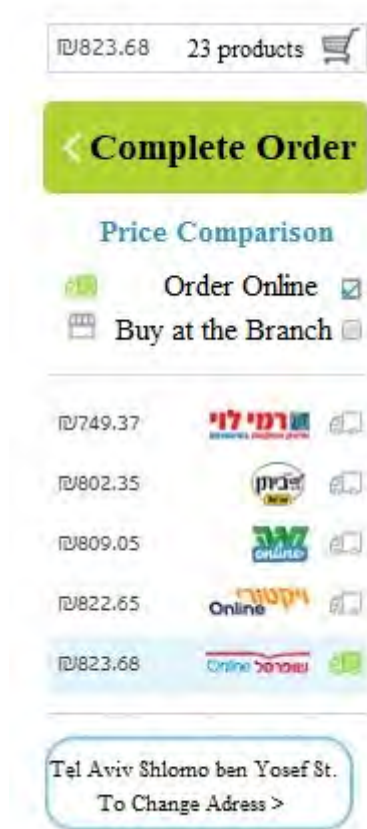 ₪823.68 23 products
< Complete Order
Price Comparison
Order Online
Buy at the Branch
₪749.37 רמי לוי
₪802.35 ביתן
₪809.05 online
₪822.65 ויקטורי Online
₪823.68 שופרסל Online
Tel Aviv Shlomo ben Yosef St.
To Change Adress >